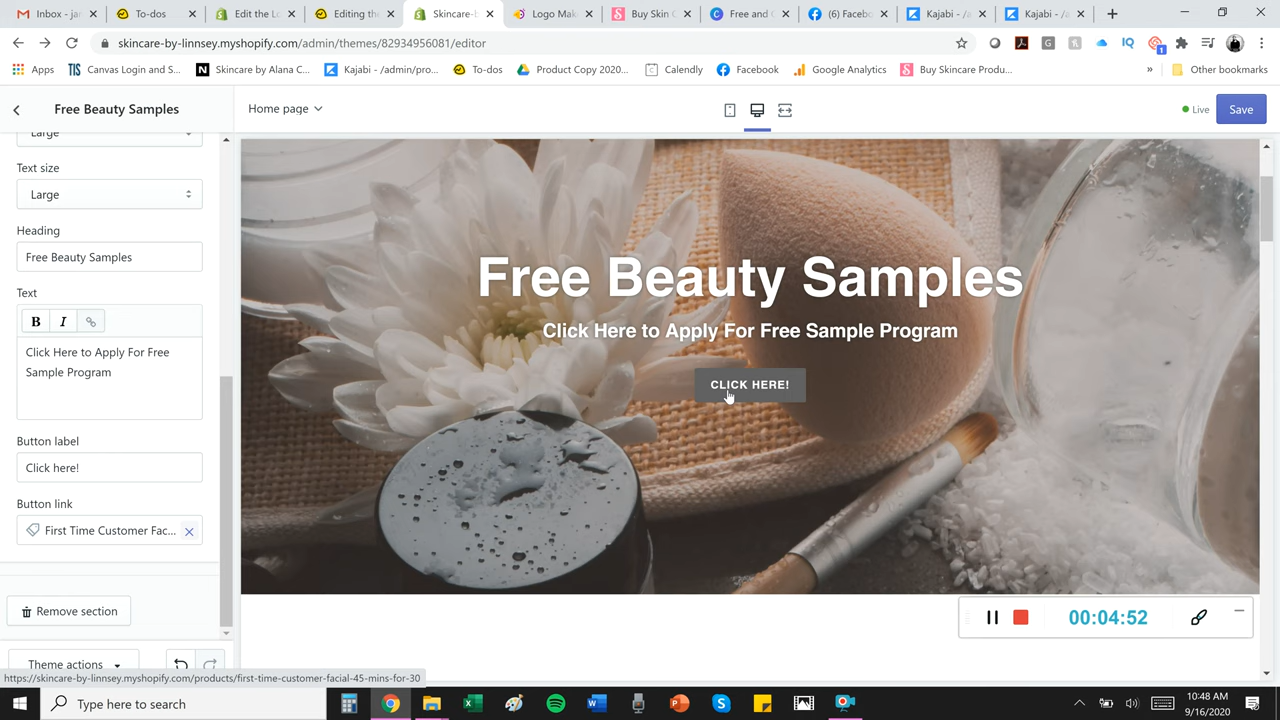 Inbox - jar
To-dos
Edit the Lo
Editing the
Skincare-b
Logo Mak
Buy Skin C
Free and C
(6) Facebo
Kajabi - /a
Kajabi - /a
skincare-by-linnsey.myshopify.com/admin/themes/82934956081/editor
Apps
Canvas Login and S...
Skincare by Alana C...
Kajabi - /admin/pro...
To-dos
Product Copy 2020...
Calendly
Facebook
Google Analytics
Buy Skincare Produ...
»
Other bookmarks
Free Beauty Samples
Home page
Live
Save
Large
Text size
Large
Heading
Free Beauty Samples
Text
B I
Click Here to Apply For Free
Sample Program
Button label
Click here!
Button link
First Time Customer Fac...
Remove section
Theme actions
Free Beauty Samples
Click Here to Apply For Free Sample Program
CLICK HERE!
00:04:52
https://skincare-by-linnsey.myshopify.com/products/first-time-customer-facial-45-mins-for-30
Type here to search
10:48 AM
9/16/2020